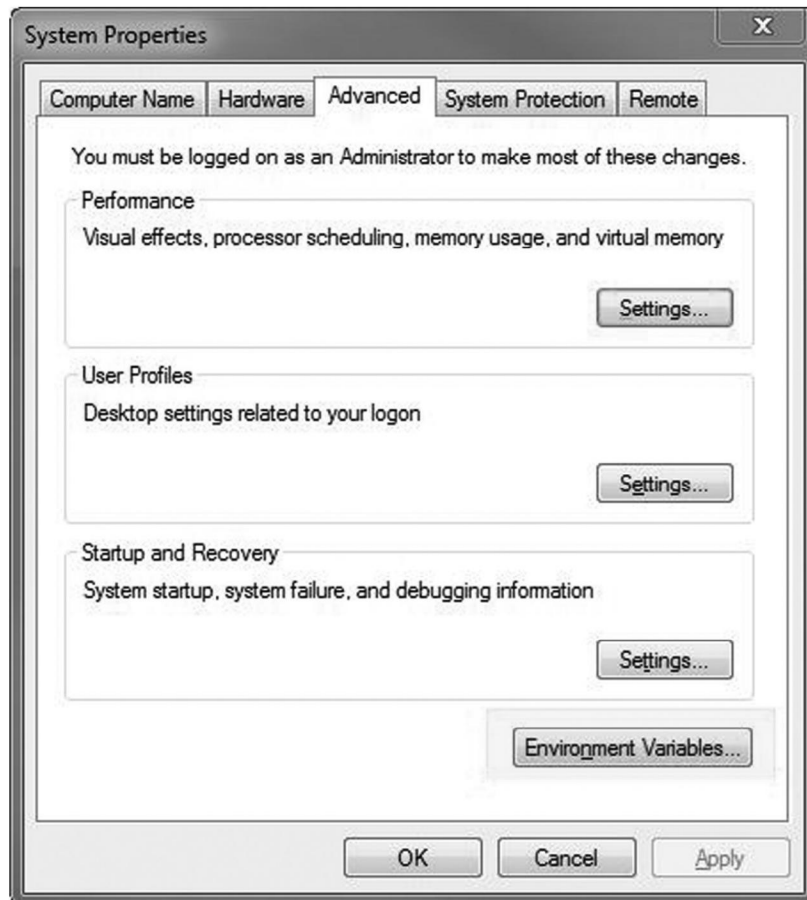 System Properties
X
Computer Name Hardware Advanced System Protection Remote
You must be logged on as an Administrator to make most of these changes.
Performance
Visual effects, processor scheduling, memory usage, and virtual memory
Settings...
User Profiles
Desktop settings related to your logon
Settings...
Startup and Recovery
System startup, system failure, and debugging information
Settings...
Environment Variables...
OK Cancel Apply